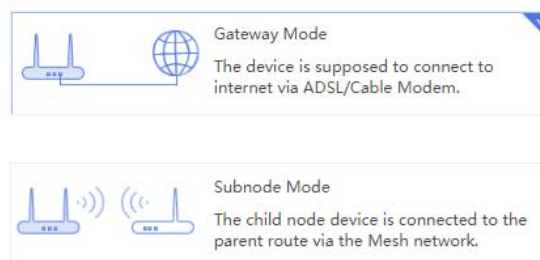 Gateway Mode
The device is supposed to connect to
internet via ADSL/Cable Modem.
Subnode Mode
The child node device is connected to the
parent route via the Mesh network.